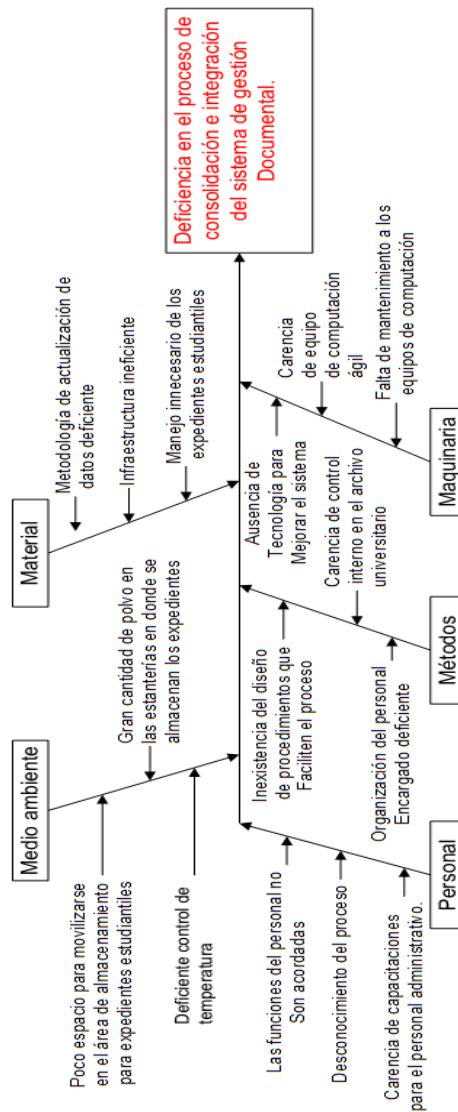 Medio ambiente
Poco espacio para movilizarse
en el área de almacenamiento
para expedientes estudiantiles
Gran cantidad de polvo en
las estanterías en donde se
almacenan los expedientes
Deficiente control de
temperatura
Material
Metodología de actualización de
datos deficiente
Infraestructura ineficiente
Manejo innecesario de los
expedientes estudiantiles
Deficiencia en el proceso de
consolidación e integración
del sistema de gestión
Documental.
Las funciones del personal no
Son acordadas
Desconocimiento del proceso
Carencia de capacitaciones
para el personal administrativo.
Personal
Inexistencia del diseño
de procedimientos que
Faciliten el proceso
Carencia de control
interno en el archivo
universitario
Organización del personal
Encargado deficiente
Métodos
Ausencia de
Tecnología para
Mejorar el sistema
Carencia
de equipo
de computación
ágil
Falta de mantenimiento a los
equipos de computación
Maquinaria